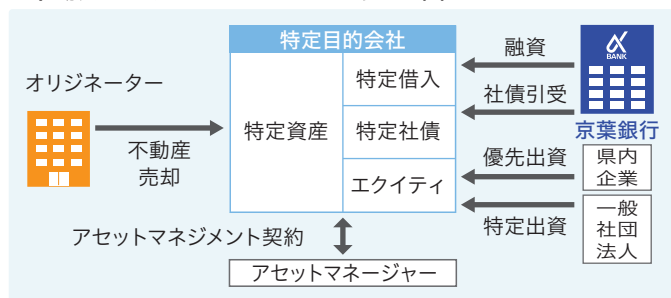 特定目的会社
オリジネーター
不動産
売却
特定資産
特定借入
特定社債
エクイティ
融資
社債引受
優先出資
特定出資
α
BANK
京葉銀行
県内
企業
一般
社団
法人
アセットマネジメント契約
アセットマネージャー